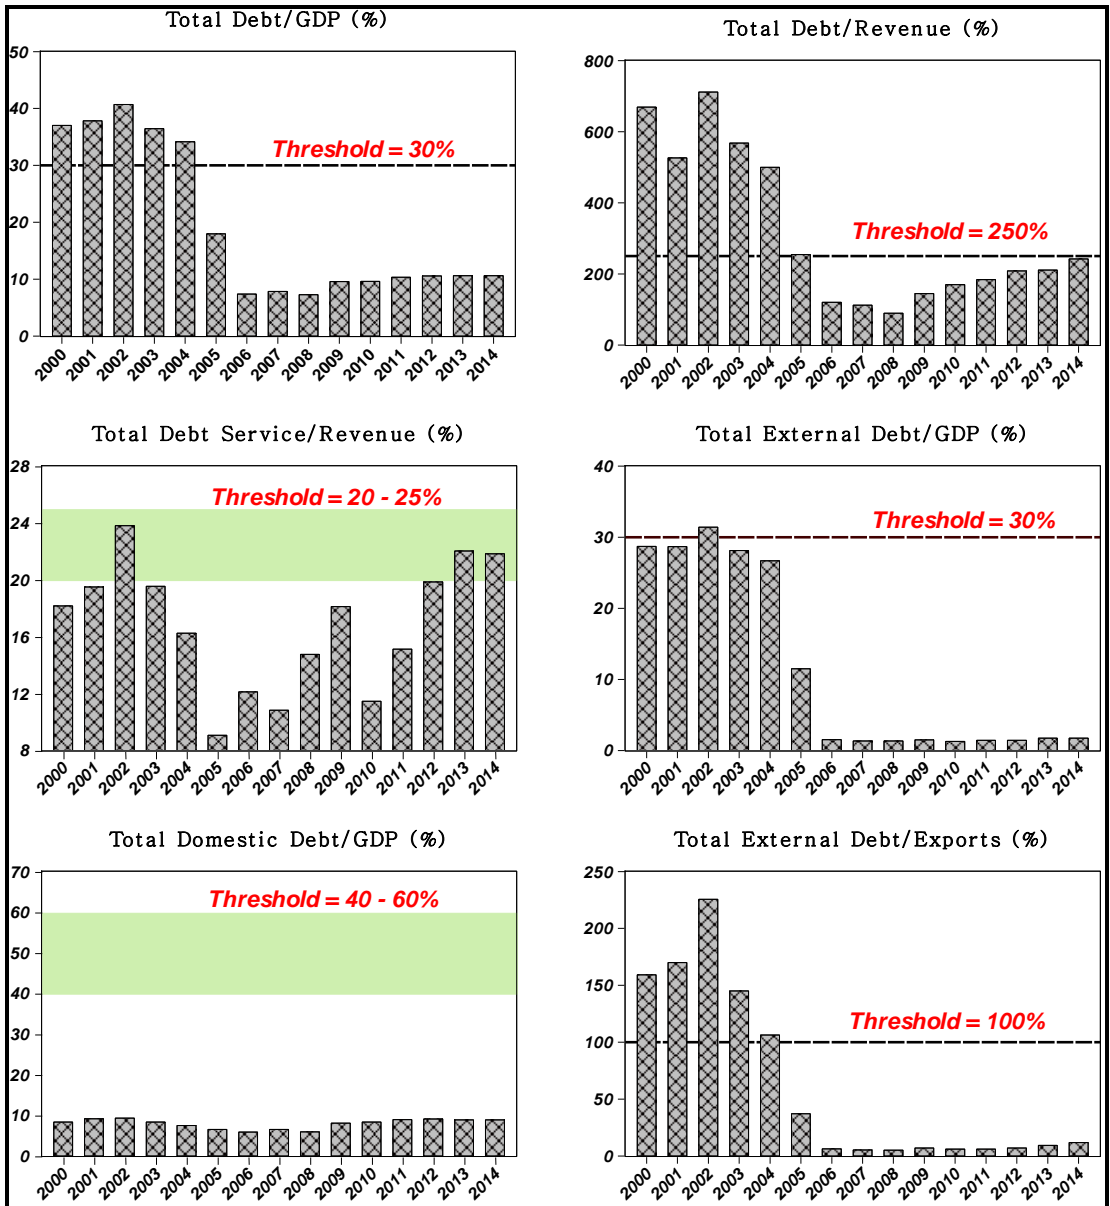 Total Debt/GDP (%)
50
40
30
20
10
0
Threshold = 30%
2000 2001 2002 2003 2004 2005 2006 2007 2008 2009 2010 2011 2012 2013 2014
Total Debt/Revenue (%)
800
600
400
200
0
Threshold = 250%
2000 2001 2002 2003 2004 2005 2006 2007 2008 2009 2010 2011 2012 2013 2014
Total Debt Service/Revenue (%)
28
24
20
16
12
8
Threshold = 20 - 25%
2000 2001 2002 2003 2004 2005 2006 2007 2008 2009 2010 2011 2012 2013 2014
Total External Debt/GDP (%)
40
30
20
10
0
Threshold = 30%
2000 2001 2002 2003 2004 2005 2006 2007 2008 2009 2010 2011 2012 2013 2014
Total Domestic Debt/GDP (%)
70
60
50
40
30
20
10
0
Threshold = 40 - 60%
2000 2001 2002 2003 2004 2005 2006 2007 2008 2009 2010 2011 2012 2013 2014
Total External Debt/Exports (%)
250
200
150
100
50
0
Threshold = 100%
2000 2001 2002 2003 2004 2005 2006 2007 2008 2009 2010 2011 2012 2013 2014